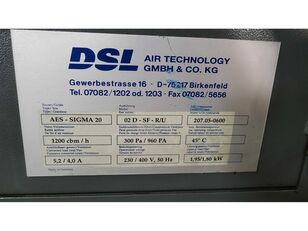 DSL AIR TECHNOLOGY
GMBH & CO. KG
Gewerbestrasse 16 · D-75217 Birkenfeld
Tel. 07082/1202 od. 1203 · Fax 07082/5656
AES - SIGMA 20
02 D - SF - R/U
207.05-0600
1200 cbm / h
300 Pa / 960 PA
45° C
5,2 / 4,0 A
230 / 400 V, 50 Hz
1,95/1,80 kW